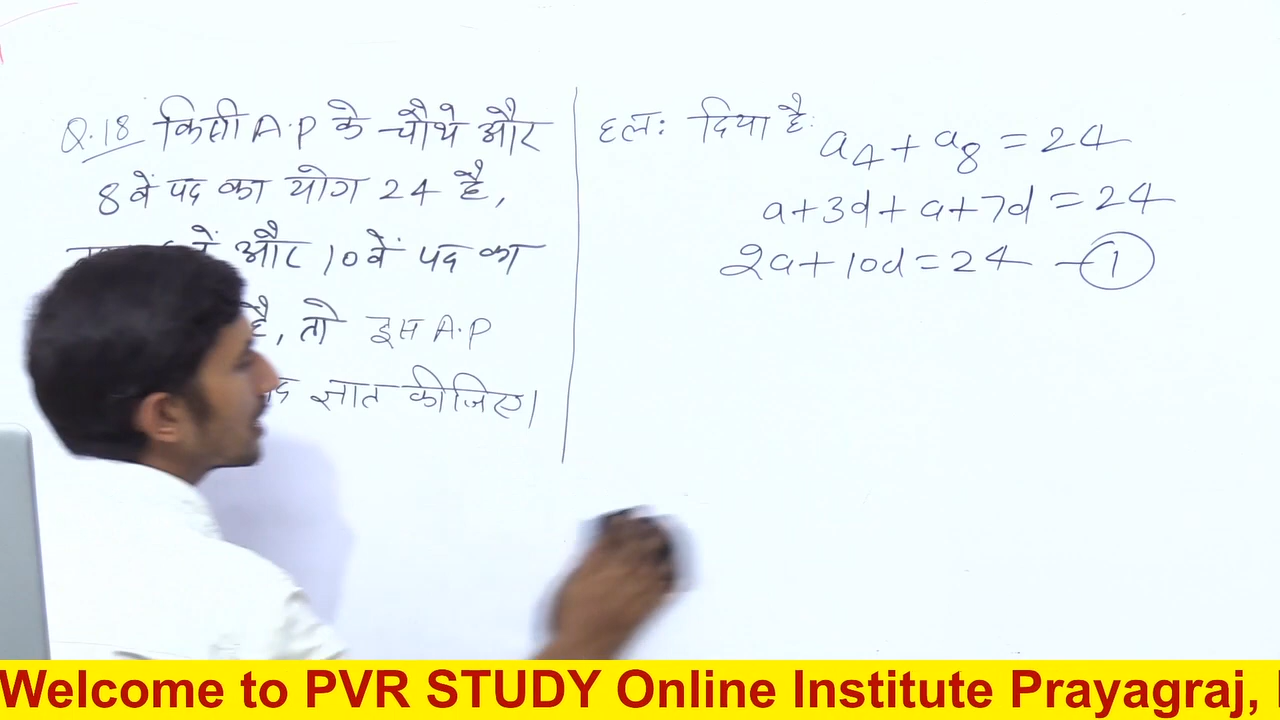 Q.18 किसी A.P के चौथे और
8 वें पद का योग 24 है,
और 10 वें पद का
है, तो इस A.P
ज्ञात कीजिए।
हल: दिया है:
a₄ + a₈ = 24
a + 3d + a + 7d = 24
2a + 10d = 24 — ①
Welcome to PVR STUDY Online Institute Prayagraj,